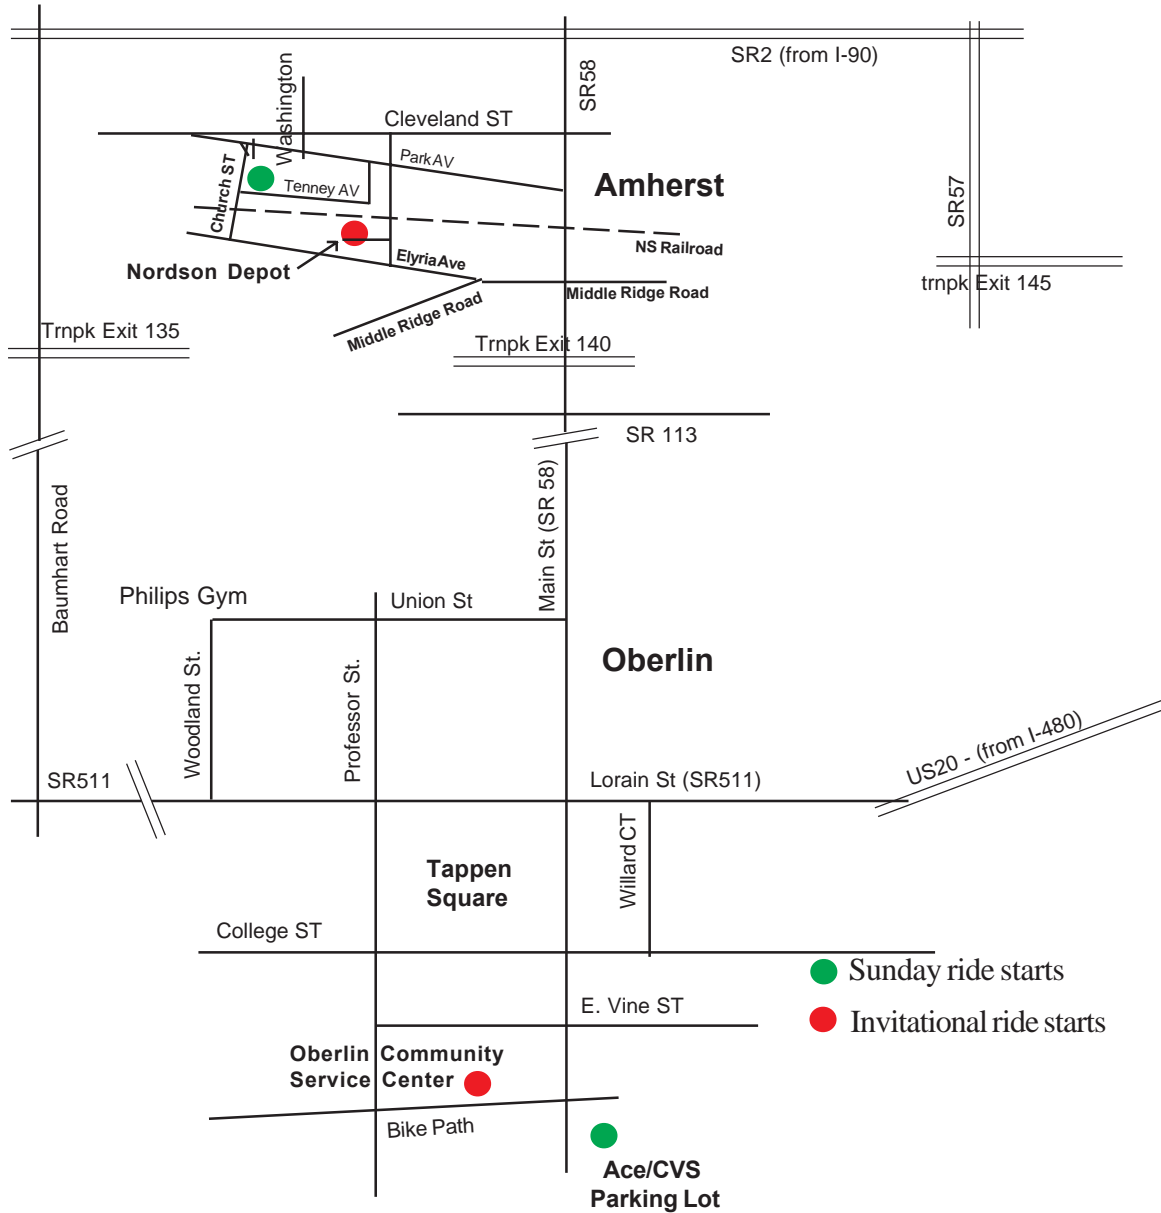 SR2 (from I-90)
SR58
Washington
Cleveland ST
Park AV
Church ST
Tenney AV
Amherst
SR57
NS Railroad
Nordson Depot
Elyria Ave
trnpk Exit 145
Middle Ridge Road
Middle Ridge Road
Trnpk Exit 135
Trnpk Exit 140
SR 113
Baumhart Road
Main St (SR 58)
Philips Gym
Union St
Oberlin
Woodland St.
Professor St.
US20 - (from I-480)
SR511
Lorain St (SR511)
Willard CT
Tappen
Square
College ST
Sunday ride starts
E. Vine ST
Invitational ride starts
Oberlin Community
Service Center
Bike Path
Ace/CVS
Parking Lot